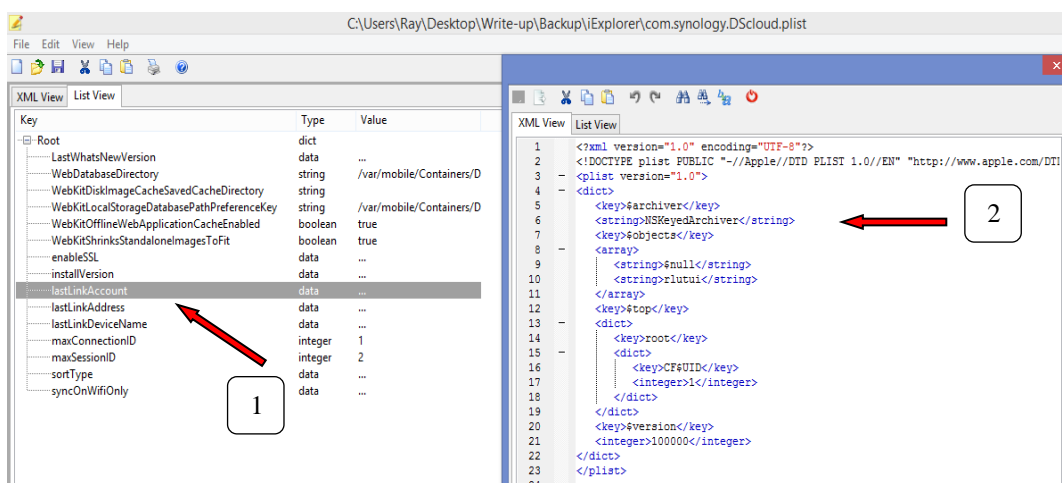 C:\Users\Ray\Desktop\Write-up\Backup\iExplorer\com.synology.DScloud.plist
File Edit View Help
XML View List View
Key Type Value
Root dict
LastWhatsNewVersion data ...
WebDatabaseDirectory string /var/mobile/Containers/D
WebKitDiskImageCacheSavedCacheDirectory string
WebKitLocalStorageDatabasePathPreferenceKey string /var/mobile/Containers/D
WebKitOfflineWebApplicationCacheEnabled boolean true
WebKitShrinksStandaloneImagesToFit boolean true
enableSSL data ...
installVersion data ...
lastLinkAccount data ...
lastLinkAddress data ...
lastLinkDeviceName data ...
maxConnectionID integer 1
maxSessionID integer 2
sortType data ...
syncOnWifiOnly data ...
1
XML View List View
1 <?xml version="1.0" encoding="UTF-8"?>
2 <!DOCTYPE plist PUBLIC "-//Apple//DTD PLIST 1.0//EN" "http://www.apple.com/DTI
3 <plist version="1.0">
4 <dict>
5 <key>$archiver</key>
6 <string>NSKeyedArchiver</string>
7 <key>$objects</key>
8 <array>
9 <string>$null</string>
10 <string>rlutui</string>
11 </array>
12 <key>$top</key>
13 <dict>
14 <key>root</key>
15 <dict>
16 <key>CF$UID</key>
17 <integer>1</integer>
18 </dict>
19 </dict>
20 <key>$version</key>
21 <integer>100000</integer>
22 </dict>
23 </plist>
2